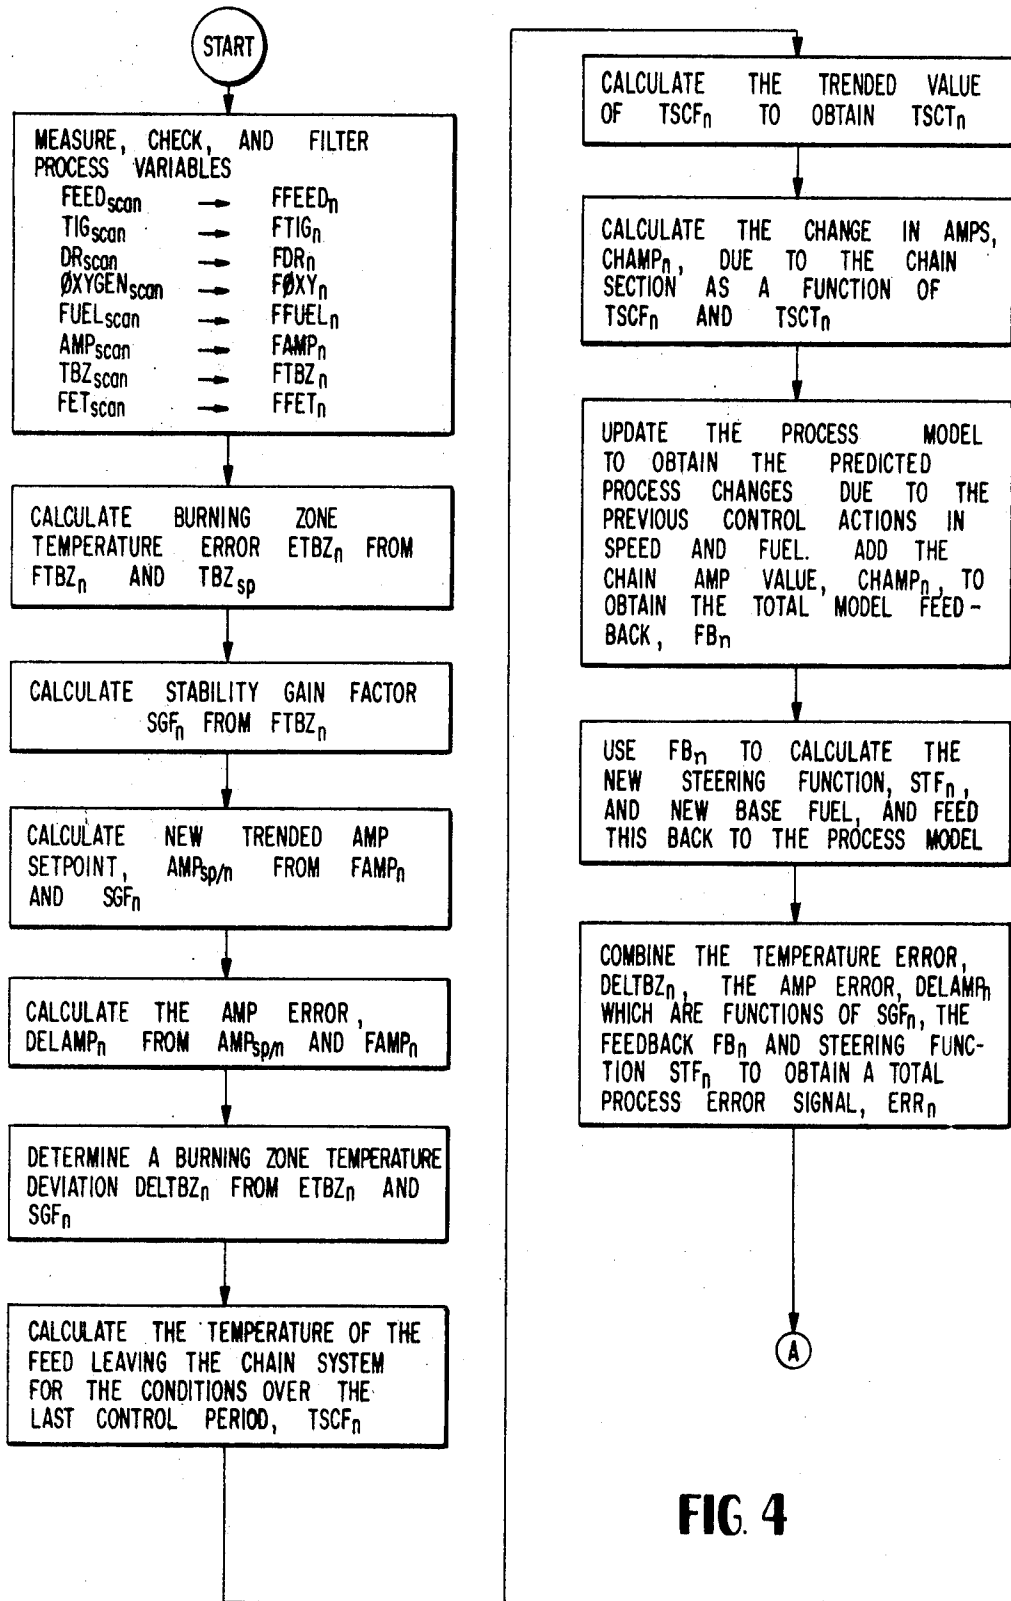 START
MEASURE, CHECK, AND FILTER
PROCESS VARIABLES
FEEDscan → FFEEDn
TIGscan → FTIGn
DRscan → FDRn
ØXYGENscan → FØXYn
FUELscan → FFUELn
AMPscan → FAMPn
TBZscan → FTBZn
FETscan → FFETn
CALCULATE BURNING ZONE
TEMPERATURE ERROR ETBZn FROM
FTBZn AND TBZsp
CALCULATE STABILITY GAIN FACTOR
SGFn FROM FTBZn
CALCULATE NEW TRENDED AMP
SETPOINT, AMPsp/n FROM FAMPn
AND SGFn
CALCULATE THE AMP ERROR,
DELAMPn FROM AMPsp/n AND FAMPn
DETERMINE A BURNING ZONE TEMPERATURE
DEVIATION DELTBZn FROM ETBZn AND
SGFn
CALCULATE THE TEMPERATURE OF THE
FEED LEAVING THE CHAIN SYSTEM
FOR THE CONDITIONS OVER THE
LAST CONTROL PERIOD, TSCFn
CALCULATE THE TRENDED VALUE
OF TSCFn TO OBTAIN TSCTn
CALCULATE THE CHANGE IN AMPS,
CHAMPn, DUE TO THE CHAIN
SECTION AS A FUNCTION OF
TSCFn AND TSCTn
UPDATE THE PROCESS MODEL
TO OBTAIN THE PREDICTED
PROCESS CHANGES DUE TO THE
PREVIOUS CONTROL ACTIONS IN
SPEED AND FUEL. ADD THE
CHAIN AMP VALUE, CHAMPn, TO
OBTAIN THE TOTAL MODEL FEED-
BACK, FBn
USE FBn TO CALCULATE THE
NEW STEERING FUNCTION, STFn,
AND NEW BASE FUEL, AND FEED
THIS BACK TO THE PROCESS MODEL
COMBINE THE TEMPERATURE ERROR,
DELTBZn, THE AMP ERROR, DELAMPn
WHICH ARE FUNCTIONS OF SGFn, THE
FEEDBACK FBn AND STEERING FUNC-
TION STFn TO OBTAIN A TOTAL
PROCESS ERROR SIGNAL, ERRn
A
FIG. 4